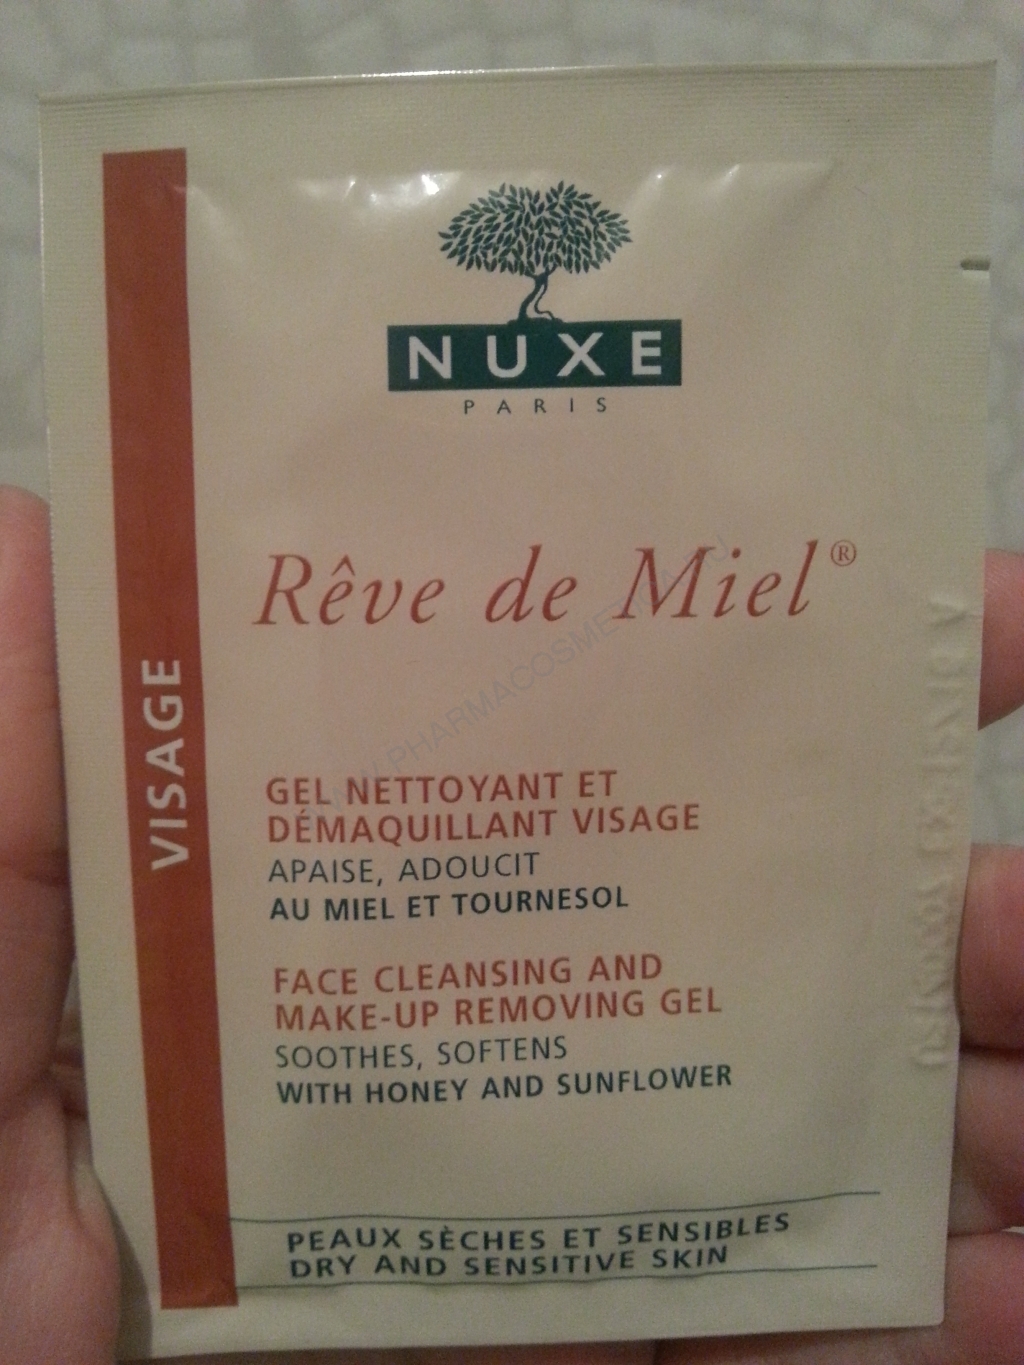 NUXE
PARIS
Rêve de Miel®
VISAGE
GEL NETTOYANT ET
DÉMAQUILLANT VISAGE
APAISE, ADOUCIT
AU MIEL ET TOURNESOL
FACE CLEANSING AND
MAKE-UP REMOVING GEL
SOOTHES, SOFTENS
WITH HONEY AND SUNFLOWER
PEAUX SÈCHES ET SENSIBLES
DRY AND SENSITIVE SKIN